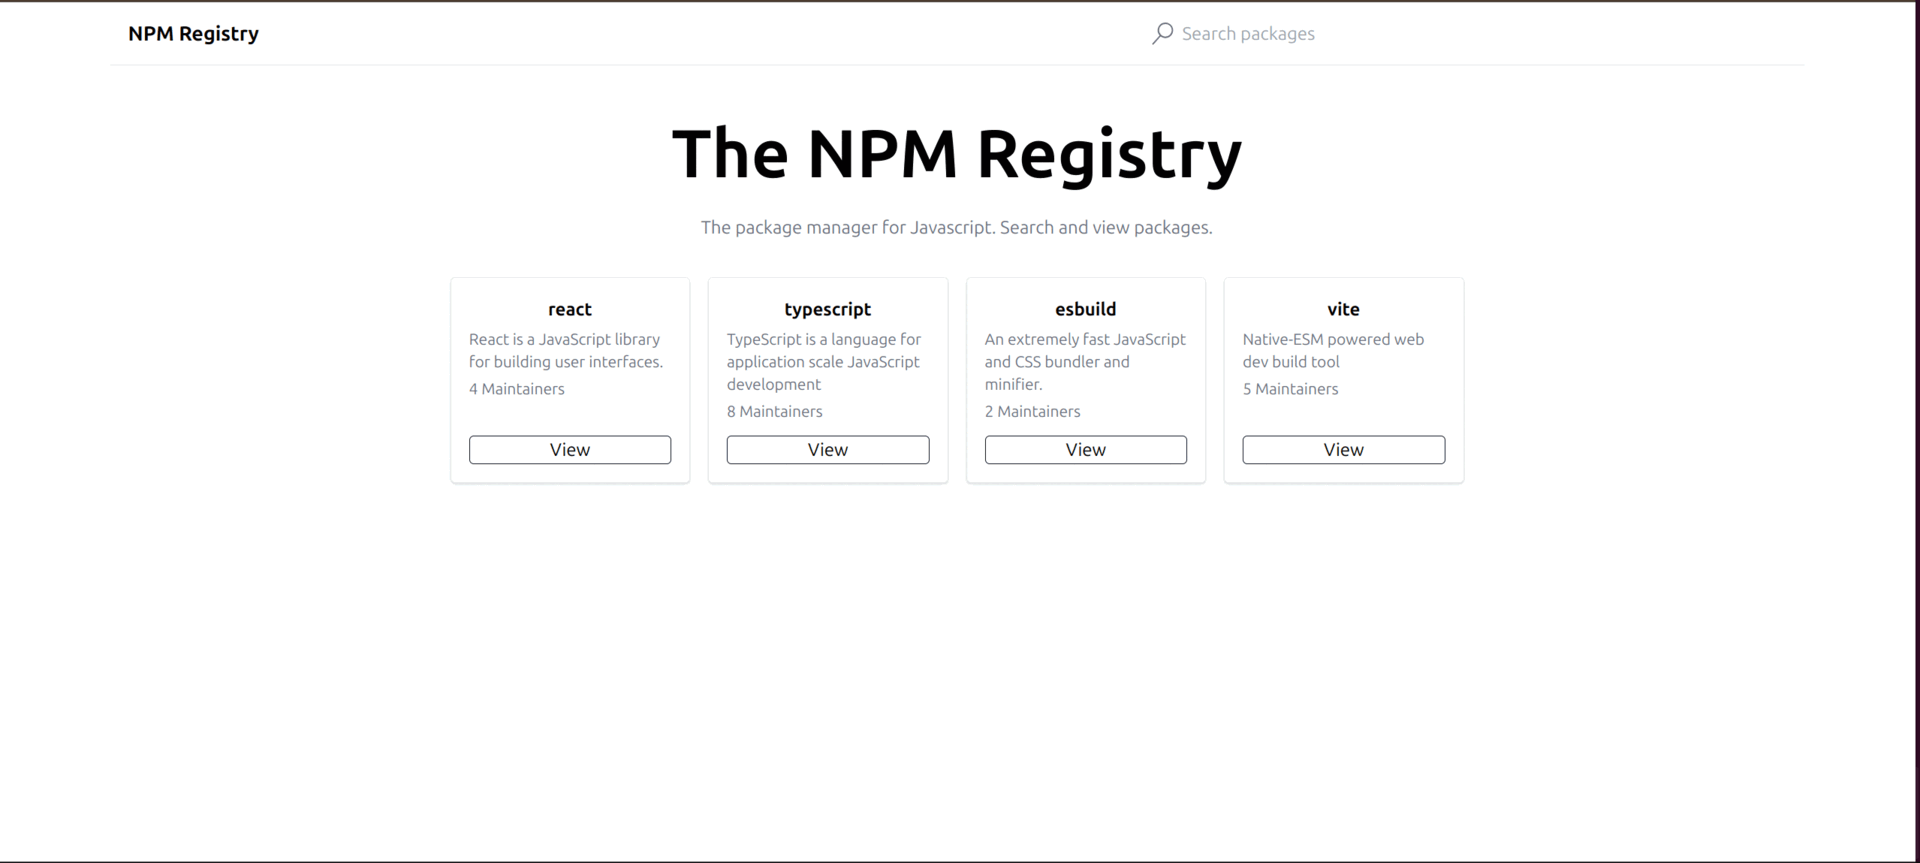 NPM Registry
Search packages
The NPM Registry
The package manager for Javascript. Search and view packages.
react
React is a JavaScript library
for building user interfaces.
4 Maintainers
View
typescript
TypeScript is a language for
application scale JavaScript
development
8 Maintainers
View
esbuild
An extremely fast JavaScript
and CSS bundler and
minifier.
2 Maintainers
View
vite
Native-ESM powered web
dev build tool
5 Maintainers
View